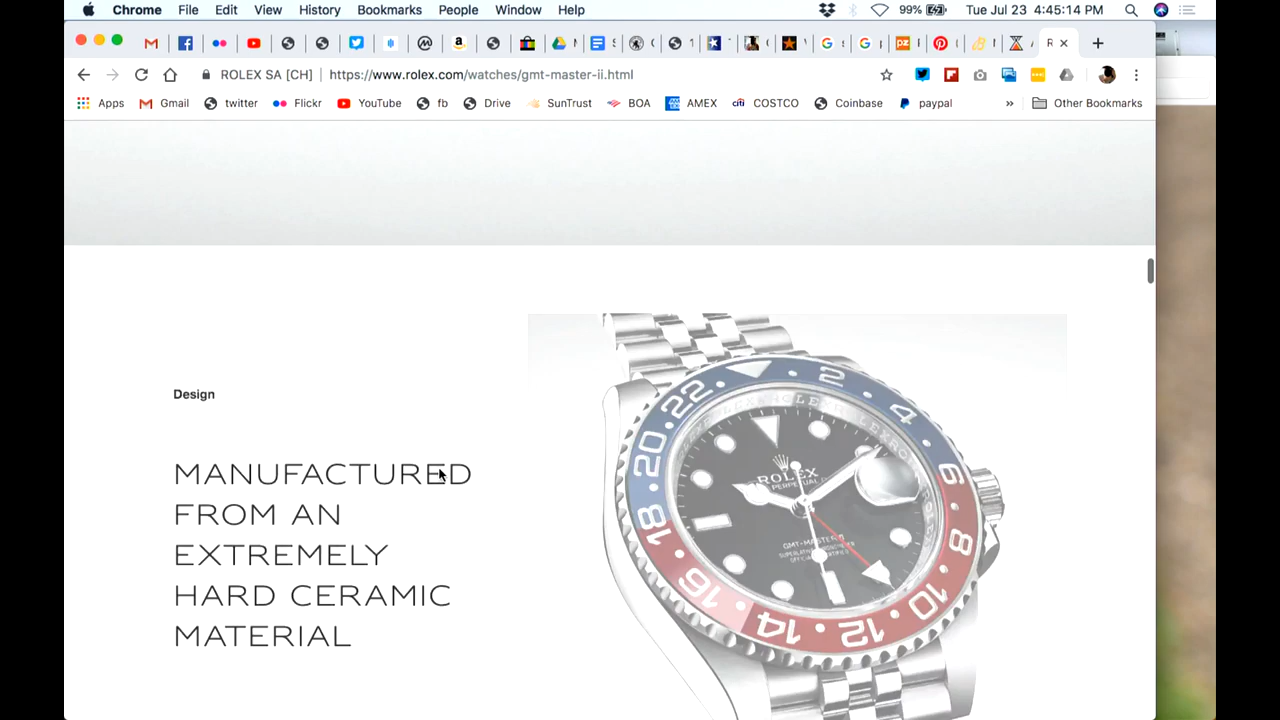 Chrome File Edit View History Bookmarks People Window Help 99% Tue Jul 23 4:45:14 PM
ROLEX SA [CH] | https://www.rolex.com/watches/gmt-master-ii.html
Apps Gmail twitter Flickr YouTube fb Drive SunTrust BOA AMEX COSTCO Coinbase paypal » Other Bookmarks
Design
MANUFACTURED
FROM AN
EXTREMELY
HARD CERAMIC
MATERIAL
2
4
6
8
10
12
14
16
18
20
22
ROLEX
PERPETUAL
GMT-MASTER II